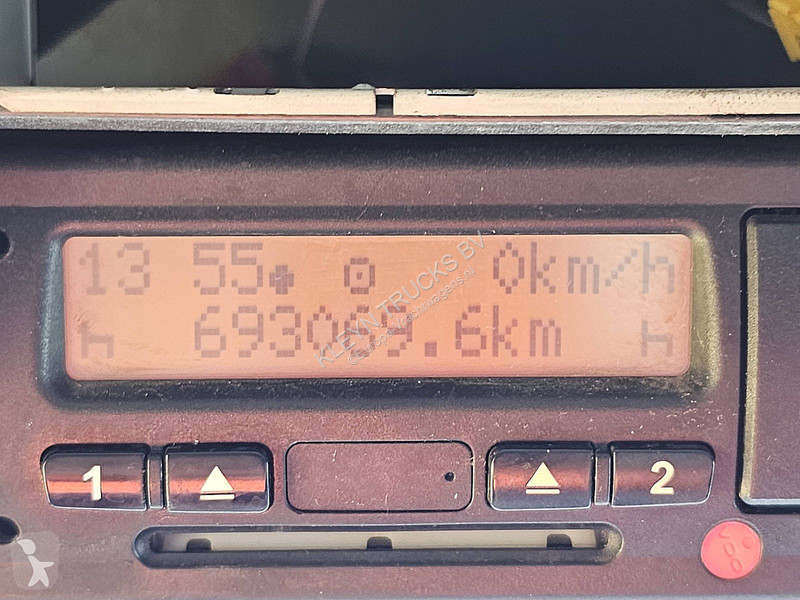 13 55 0km/h
h 693069.6km h
1 2
KLEYN TRUCKS BV